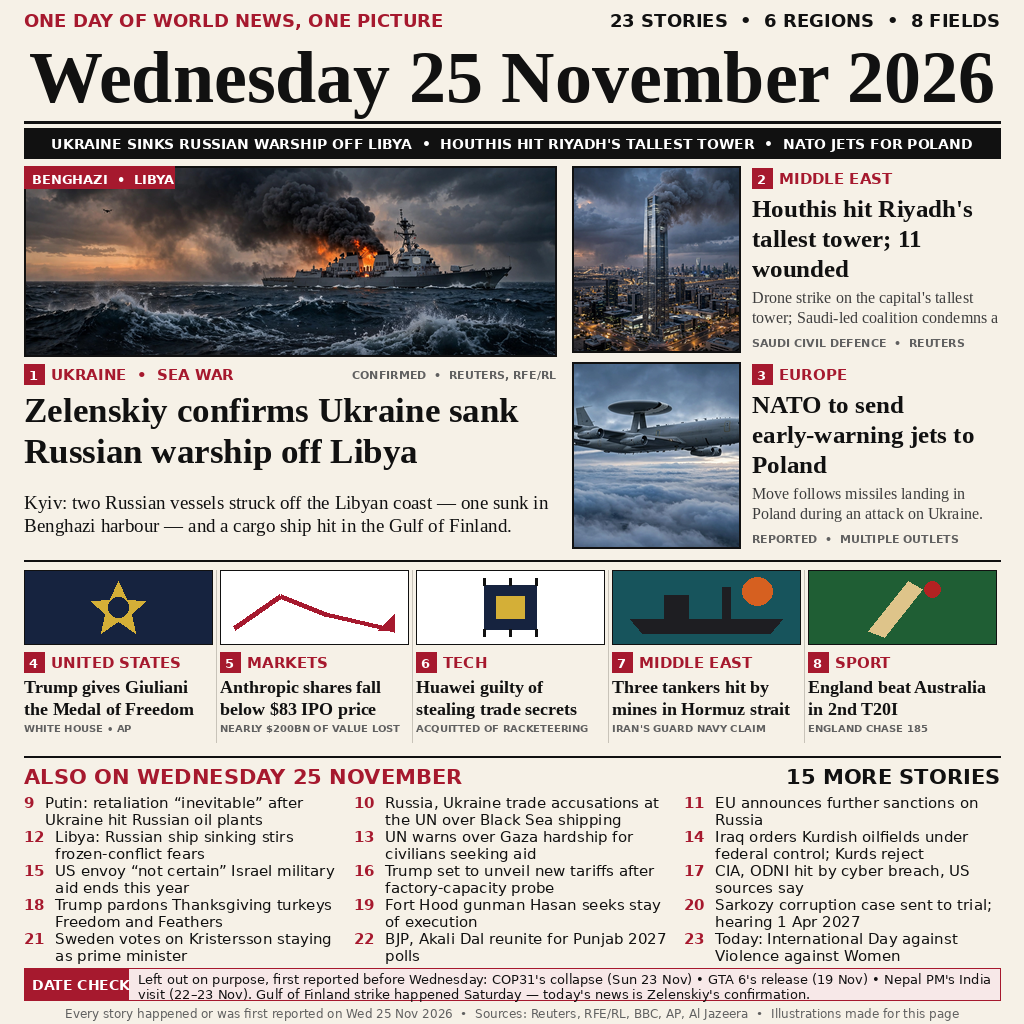 ONE DAY OF WORLD NEWS, ONE PICTURE
23 STORIES • 6 REGIONS • 8 FIELDS
Wednesday 25 November 2026
UKRAINE SINKS RUSSIAN WARSHIP OFF LIBYA • HOUTHIS HIT RIYADH'S TALLEST TOWER • NATO JETS FOR POLAND
BENGHAZI • LIBYA
1 UKRAINE • SEA WAR
CONFIRMED • REUTERS, RFE/RL
Zelenskiy confirms Ukraine sank
Russian warship off Libya
Kyiv: two Russian vessels struck off the Libyan coast — one sunk in
Benghazi harbour — and a cargo ship hit in the Gulf of Finland.
2 MIDDLE EAST
Houthis hit Riyadh's
tallest tower; 11
wounded
Drone strike on the capital's tallest
tower; Saudi-led coalition condemns a
SAUDI CIVIL DEFENCE • REUTERS
3 EUROPE
NATO to send
early-warning jets to
Poland
Move follows missiles landing in
Poland during an attack on Ukraine.
REPORTED • MULTIPLE OUTLETS
4 UNITED STATES
Trump gives Giuliani
the Medal of Freedom
WHITE HOUSE • AP
5 MARKETS
Anthropic shares fall
below $83 IPO price
NEARLY $200BN OF VALUE LOST
6 TECH
Huawei guilty of
stealing trade secrets
ACQUITTED OF RACKETEERING
7 MIDDLE EAST
Three tankers hit by
mines in Hormuz strait
IRAN'S GUARD NAVY CLAIM
8 SPORT
England beat Australia
in 2nd T20I
ENGLAND CHASE 185
ALSO ON WEDNESDAY 25 NOVEMBER
15 MORE STORIES
9 Putin: retaliation “inevitable” after
Ukraine hit Russian oil plants
10 Russia, Ukraine trade accusations at
the UN over Black Sea shipping
11 EU announces further sanctions on
Russia
12 Libya: Russian ship sinking stirs
frozen-conflict fears
13 UN warns over Gaza hardship for
civilians seeking aid
14 Iraq orders Kurdish oilfields under
federal control; Kurds reject
15 US envoy “not certain” Israel military
aid ends this year
16 Trump set to unveil new tariffs after
factory-capacity probe
17 CIA, ODNI hit by cyber breach, US
sources say
18 Trump pardons Thanksgiving turkeys
Freedom and Feathers
19 Fort Hood gunman Hasan seeks stay
of execution
20 Sarkozy corruption case sent to trial;
hearing 1 Apr 2027
21 Sweden votes on Kristersson staying
as prime minister
22 BJP, Akali Dal reunite for Punjab 2027
polls
23 Today: International Day against
Violence against Women
DATE CHECK
Left out on purpose, first reported before Wednesday: COP31's collapse (Sun 23 Nov) • GTA 6's release (19 Nov) • Nepal PM's India
visit (22–23 Nov). Gulf of Finland strike happened Saturday — today's news is Zelenskiy's confirmation.
Every story happened or was first reported on Wed 25 Nov 2026 • Sources: Reuters, RFE/RL, BBC, AP, Al Jazeera • Illustrations made for this page